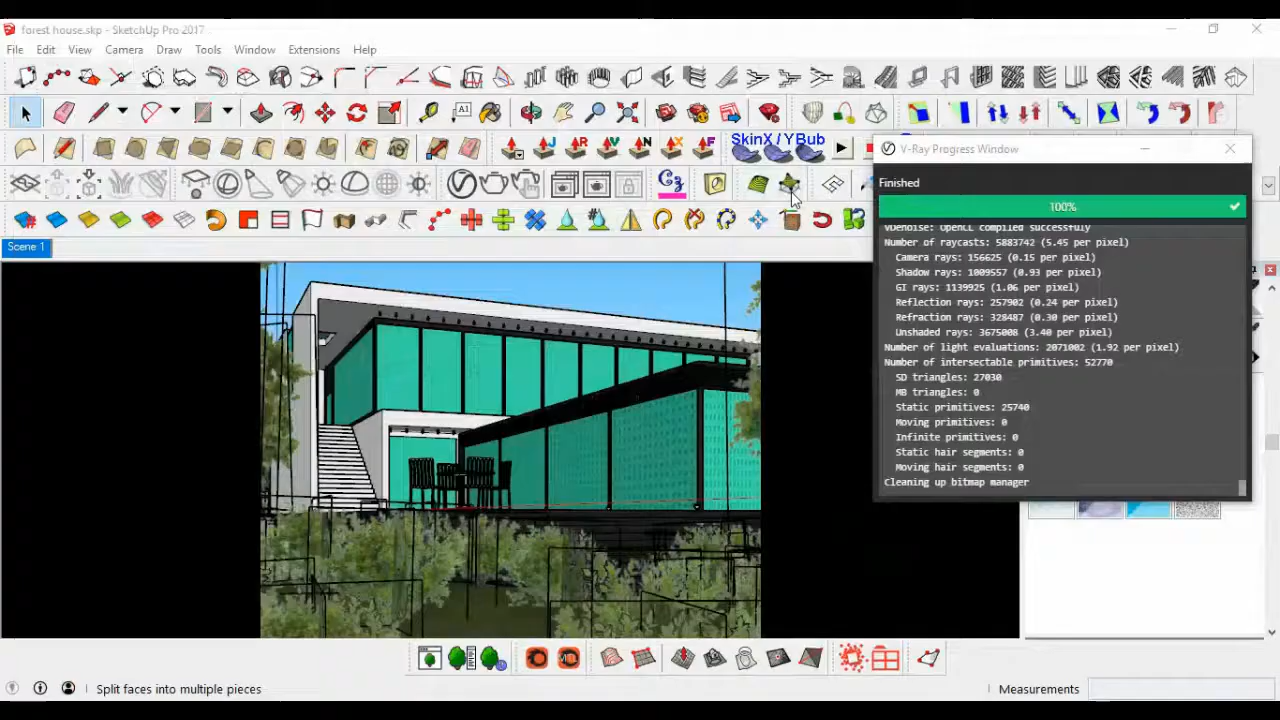 forest house.skp - SketchUp Pro 2017
File Edit View Camera Draw Tools Window Extensions Help
A1
J R V N X F
SkinX / YBub
V-Ray Progress Window
Cz
Finished
100%
Scene 1
VDenoise: OpenCL compiled successfuly
Number of raycasts: 5883742 (5.45 per pixel)
Camera rays: 156625 (0.15 per pixel)
Shadow rays: 1009557 (0.93 per pixel)
GI rays: 1139925 (1.06 per pixel)
Reflection rays: 257902 (0.24 per pixel)
Refraction rays: 328487 (0.30 per pixel)
Unshaded rays: 3675008 (3.40 per pixel)
Number of light evaluations: 2071002 (1.92 per pixel)
Number of intersectable primitives: 52770
SD triangles: 27030
MB triangles: 0
Static primitives: 25740
Moving primitives: 0
Infinite primitives: 0
Static hair segments: 0
Moving hair segments: 0
Cleaning up bitmap manager
Split faces into multiple pieces
Measurements